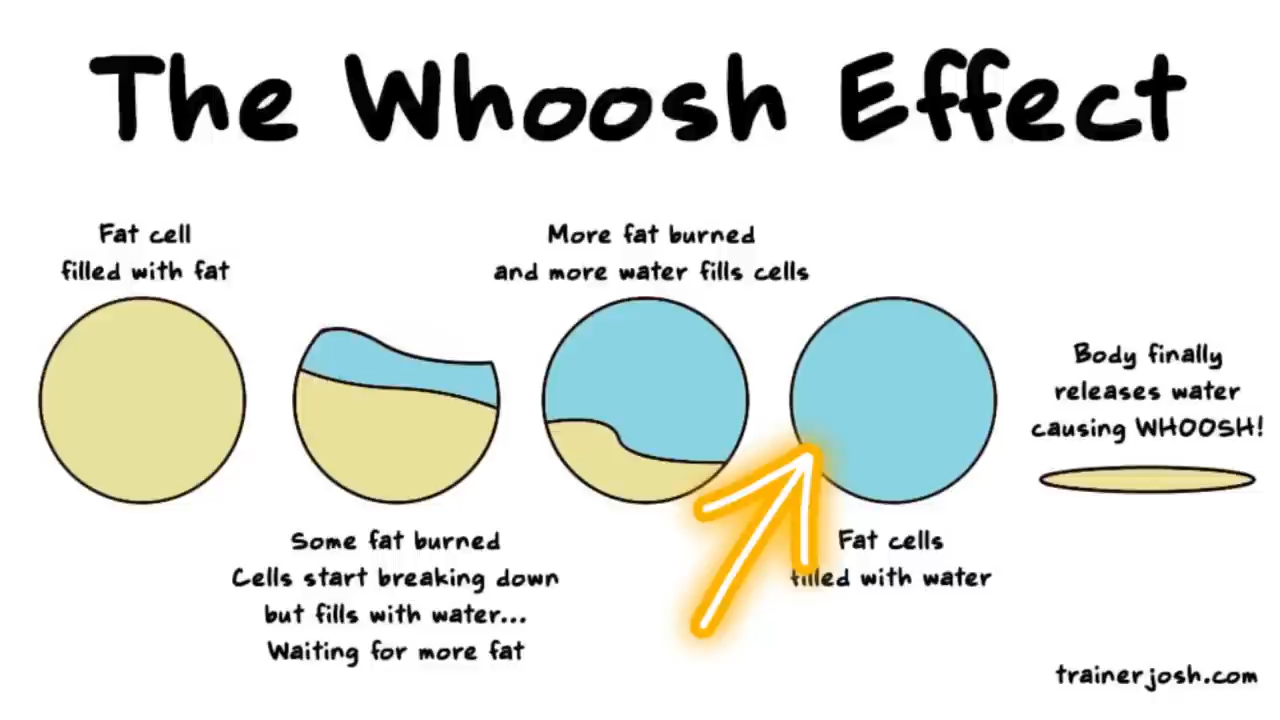 The Whoosh Effect
Fat cell
filled with fat
Some fat burned
Cells start breaking down
but fills with water...
Waiting for more fat
More fat burned
and more water fills cells
Fat cells
filled with water
Body finally
releases water
causing WHOOSH!
trainerjosh.com